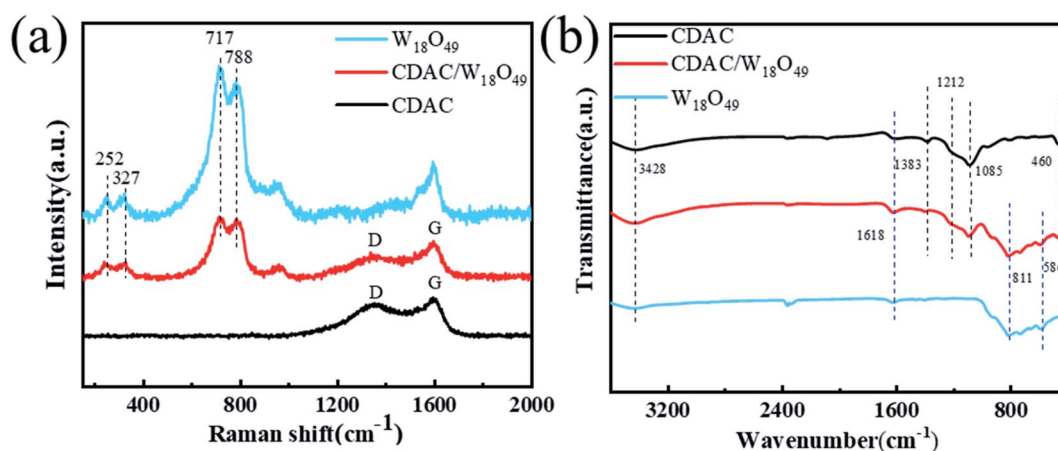 (a)
717
788
252
327
W₁₈O₄₉
CDAC/W₁₈O₄₉
CDAC
D
G
D
G
Intensity(a.u.)
400
800
1200
1600
2000
Raman shift(cm⁻¹)
(b)
CDAC
CDAC/W₁₈O₄₉
W₁₈O₄₉
1212
3428
1383
1085
460
1618
811
Transmittance(a.u.)
3200
2400
1600
800
Wavenumber(cm⁻¹)